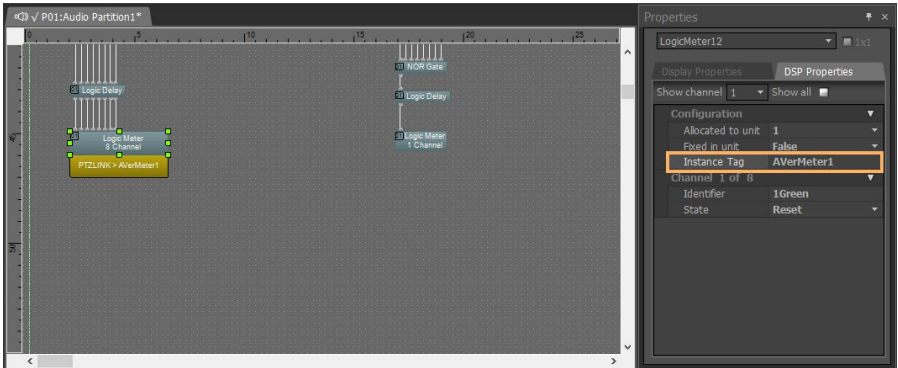 √ P01:Audio Partition1*
0 5 10 15 20 25
NOR Gate
Logic Delay
Logic Delay
Logic Meter
8 Channel
PTZLINK > AVerMeter1
Logic Meter
1 Channel
Properties
LogicMeter12
1x1
Display Properties DSP Properties
Show channel 1 Show all
Configuration
Allocated to unit 1
Fixed in unit False
Instance Tag AVerMeter1
Channel 1 of 8
Identifier 1Green
State Reset